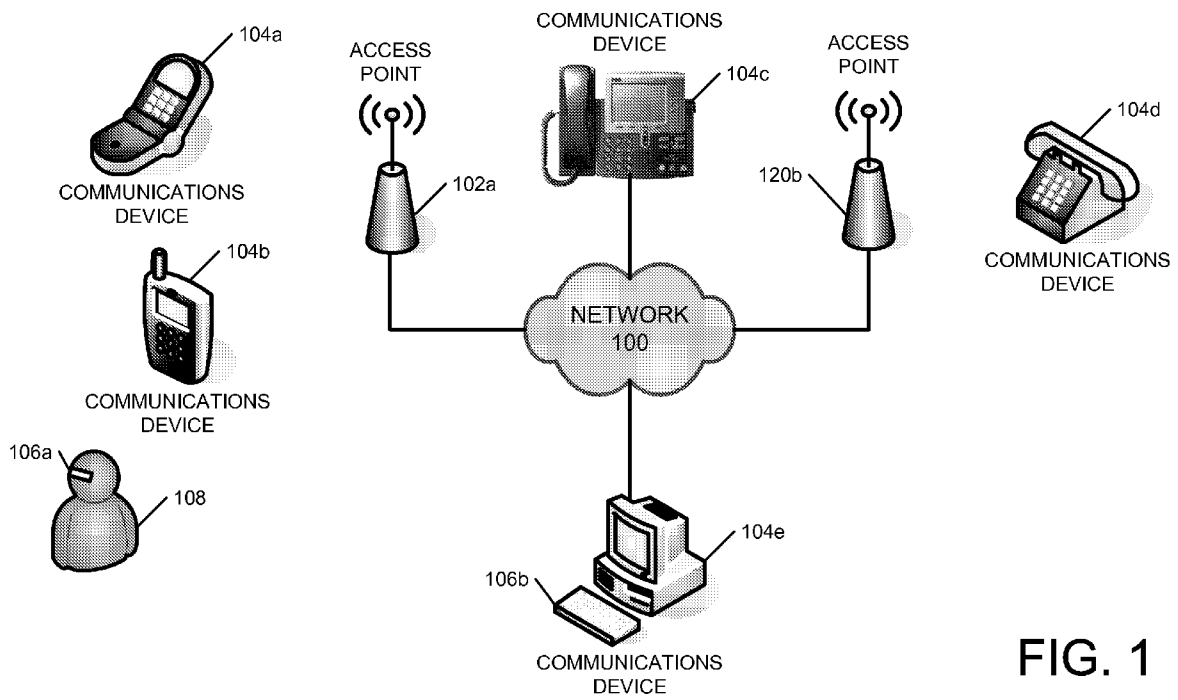 COMMUNICATIONS
DEVICE
104a
ACCESS
POINT
104c
ACCESS
POINT
104d
COMMUNICATIONS
DEVICE
102a
120b
COMMUNICATIONS
DEVICE
104b
NETWORK
100
COMMUNICATIONS
DEVICE
106a
108
104e
106b
COMMUNICATIONS
DEVICE
FIG. 1